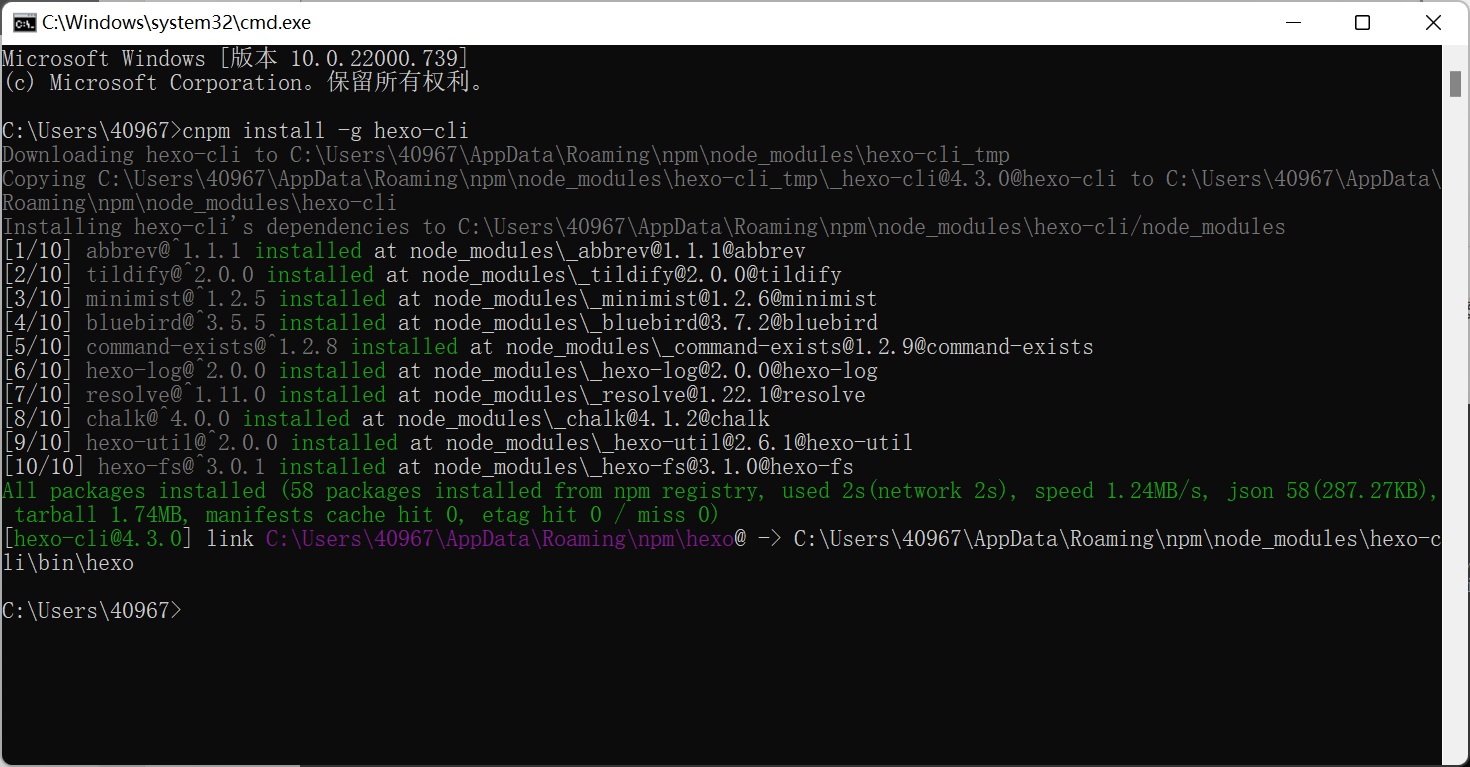 C:\Windows\system32\cmd.exe
Microsoft Windows [版本 10.0.22000.739]
(c) Microsoft Corporation。保留所有权利。
C:\Users\40967>cnpm install -g hexo-cli
Downloading hexo-cli to C:\Users\40967\AppData\Roaming\npm\node_modules\hexo-cli_tmp
Copying C:\Users\40967\AppData\Roaming\npm\node_modules\hexo-cli_tmp\_hexo-cli@4.3.0@hexo-cli to C:\Users\40967\AppData\
Roaming\npm\node_modules\hexo-cli
Installing hexo-cli's dependencies to C:\Users\40967\AppData\Roaming\npm\node_modules\hexo-cli/node_modules
[1/10] abbrev@^1.1.1 installed at node_modules\_abbrev@1.1.1@abbrev
[2/10] tildify@^2.0.0 installed at node_modules\_tildify@2.0.0@tildify
[3/10] minimist@^1.2.5 installed at node_modules\_minimist@1.2.6@minimist
[4/10] bluebird@^3.5.5 installed at node_modules\_bluebird@3.7.2@bluebird
[5/10] command-exists@^1.2.8 installed at node_modules\_command-exists@1.2.9@command-exists
[6/10] hexo-log@^2.0.0 installed at node_modules\_hexo-log@2.0.0@hexo-log
[7/10] resolve@^1.11.0 installed at node_modules\_resolve@1.22.1@resolve
[8/10] chalk@^4.0.0 installed at node_modules\_chalk@4.1.2@chalk
[9/10] hexo-util@^2.0.0 installed at node_modules\_hexo-util@2.6.1@hexo-util
[10/10] hexo-fs@^3.0.1 installed at node_modules\_hexo-fs@3.1.0@hexo-fs
All packages installed (58 packages installed from npm registry, used 2s(network 2s), speed 1.24MB/s, json 58(287.27KB),
 tarball 1.74MB, manifests cache hit 0, etag hit 0 / miss 0)
[hexo-cli@4.3.0] link C:\Users\40967\AppData\Roaming\npm\hexo@ -> C:\Users\40967\AppData\Roaming\npm\node_modules\hexo-c
li\bin\hexo
C:\Users\40967>